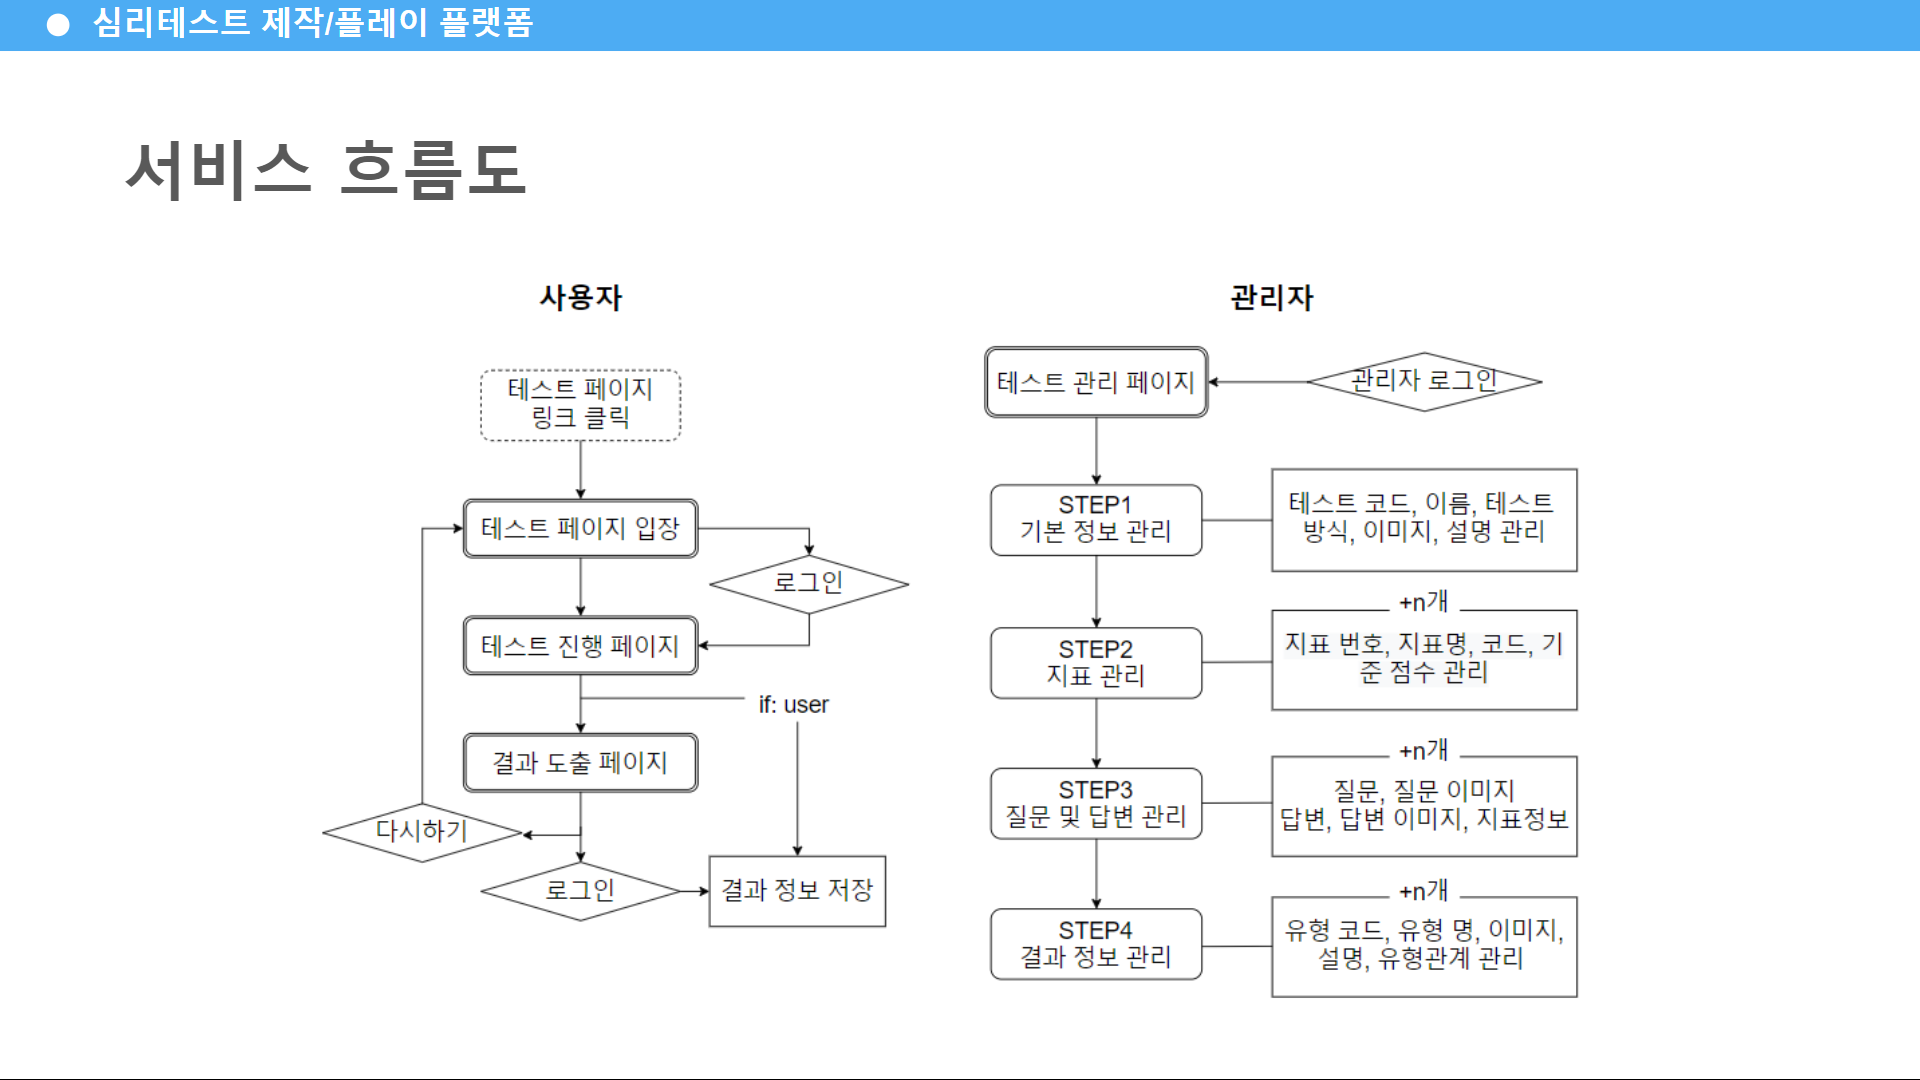 심리테스트 제작/플레이 플랫폼
서비스 흐름도
사용자
테스트 페이지
링크 클릭
테스트 페이지 입장
로그인
테스트 진행 페이지
if: user
결과 도출 페이지
다시하기
로그인
결과 정보 저장
관리자
테스트 관리 페이지
관리자 로그인
STEP1
기본 정보 관리
테스트 코드, 이름, 테스트
방식, 이미지, 설명 관리
STEP2
지표 관리
+n개
지표 번호, 지표명, 코드, 기
준 점수 관리
STEP3
질문 및 답변 관리
+n개
질문, 질문 이미지
답변, 답변 이미지, 지표정보
STEP4
결과 정보 관리
+n개
유형 코드, 유형 명, 이미지,
설명, 유형관계 관리